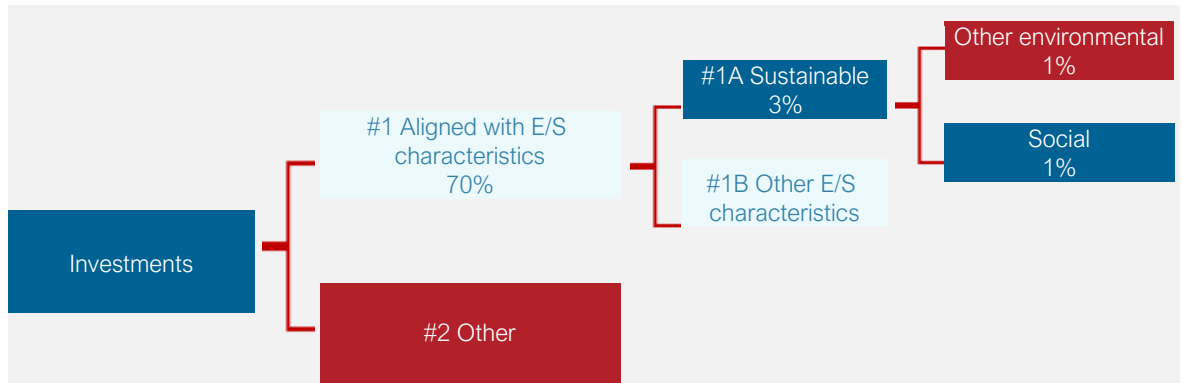 Other environmental
1%
#1A Sustainable
3%
#1 Aligned with E/S
characteristics
70%
Social
1%
#1B Other E/S
characteristics
Investments
#2 Other